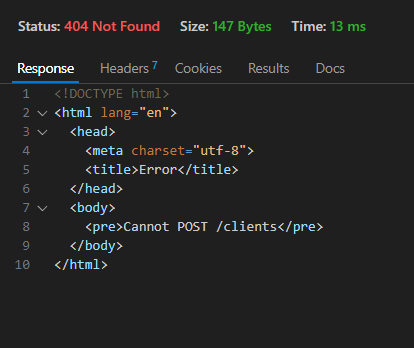 Status: 404 Not Found Size: 147 Bytes Time: 13 ms
Response Headers 7 Cookies Results Docs
1 <!DOCTYPE html>
2 <html lang="en">
3 <head>
4 <meta charset="utf-8">
5 <title>Error</title>
6 </head>
7 <body>
8 <pre>Cannot POST /clients</pre>
9 </body>
10 </html>